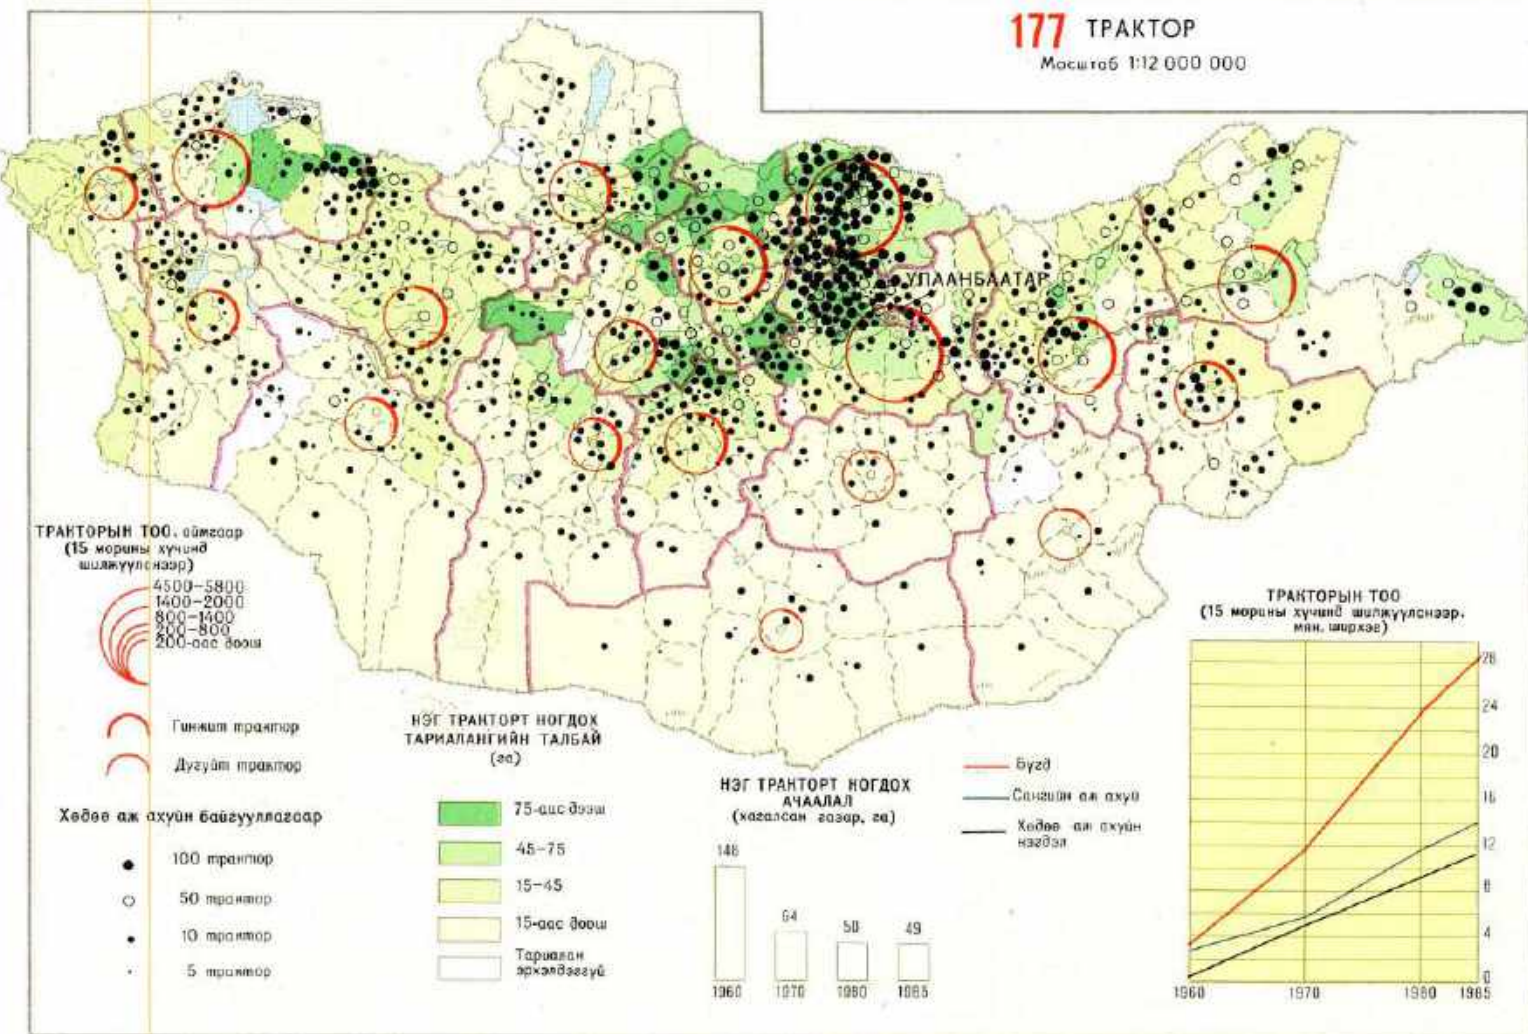 177 ТРАКТОР
Масштаб 1:12 000 000
УЛААНБААТАР
ТРАКТОРЫН ТОО, аймгаар
(15 морины хүчинд
шилжүүлснээр)
4500–5800
1400–2000
800–1400
200–800
200-аас доош
Гинжит трактор
Дугуйт трактор
Хөдөө аж ахуйн байгууллагаар
100 трактор
50 трактор
10 трактор
5 трактор
НЭГ ТРАКТОРТ НОГДОХ
ТАРИАЛАНГИЙН ТАЛБАЙ
(га)
75-аас дээш
45–75
15–45
15-аас доош
Тариалан
эрхэлдэггүй
НЭГ ТРАКТОРТ НОГДОХ
АЧААЛАЛ
(хагалсан газар, га)
148
64
50
49
1960
1970
1980
1985
Бүгд
Сангийн аж ахуй
Хөдөө аж ахуйн
нэгдэл
ТРАКТОРЫН ТОО
(15 морины хүчинд шилжүүлснээр.
мян. ширхэг)
28
24
20
16
12
8
4
0
1960
1970
1980
1985